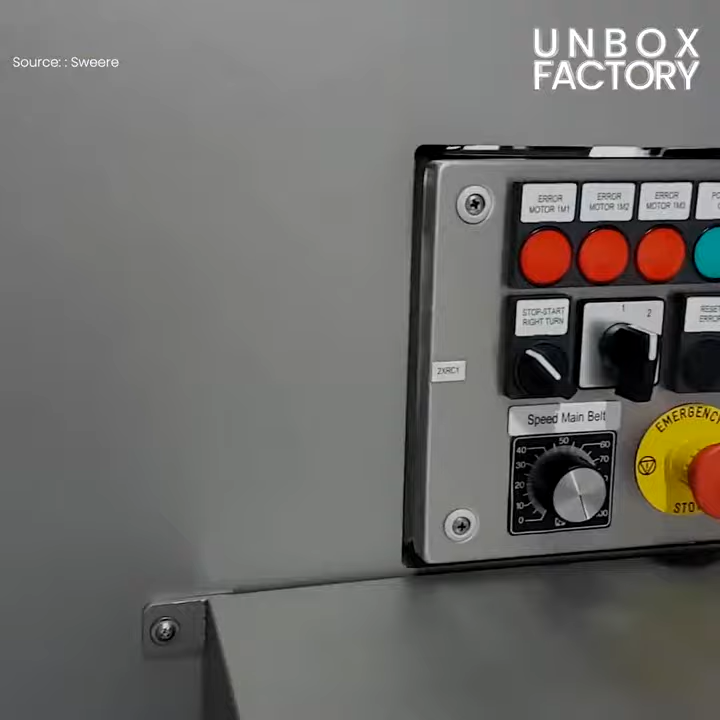 Source: : Sweere
UNBOX
FACTORY
ERROR
MOTOR 1M1
ERROR
MOTOR 1M2
ERROR
MOTOR 1M3
STOP-START
RIGHT TURN
1
2
RESET
2XRC1
Speed Main Belt
0
10
20
30
40
50
60
70
EMERGENCY